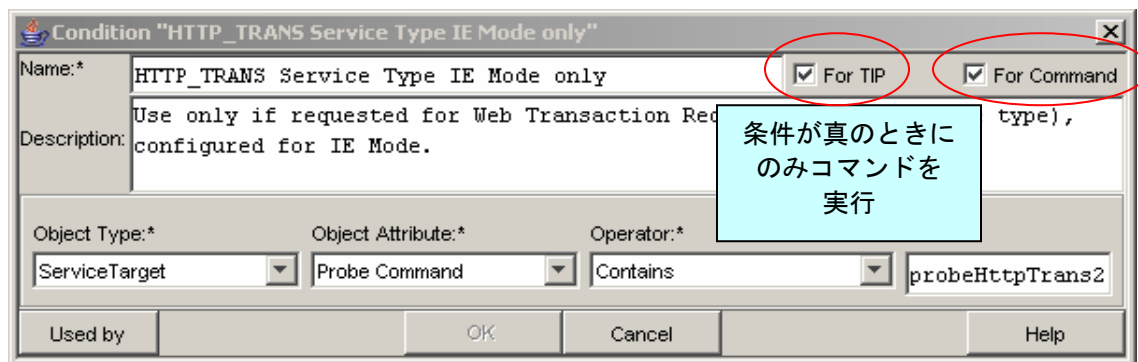 Condition "HTTP_TRANS Service Type IE Mode only"
Name:* HTTP_TRANS Service Type IE Mode only For TIP For Command
Description: Use only if requested for Web Transaction Rec type),
configured for IE Mode.
条件が真のときに
のみコマンドを
実行
Object Type:* Object Attribute:* Operator:*
ServiceTarget Probe Command Contains probeHttpTrans2
Used by OK Cancel Help